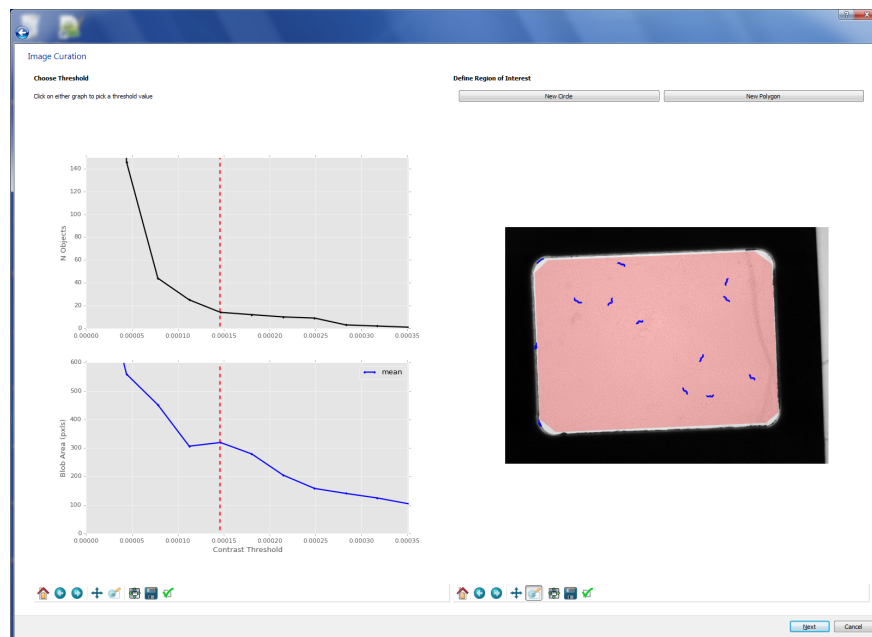 ?
Image Curation
Choose Threshold
Click on either graph to pick a threshold value
Define Region of Interest
New Circle
New Polygon
140
120
100
80
60
40
20
0
N Objects
0.00000 0.00005 0.00010 0.00015 0.00020 0.00025 0.00030 0.00035
600
500
400
300
200
100
0
Blob Area (pxls)
mean
0.00000 0.00005 0.00010 0.00015 0.00020 0.00025 0.00030 0.00035
Contrast Threshold
Next
Cancel